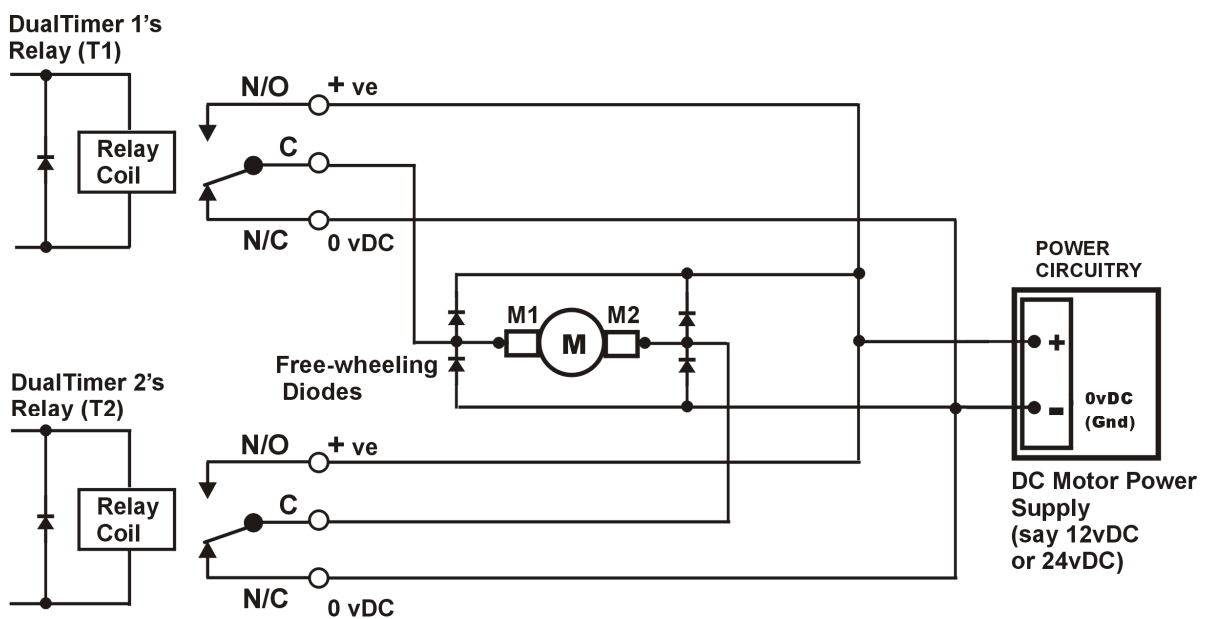 DualTimer 1's
Relay (T1)
N/O
+ ve
Relay
Coil
C
N/C
0 vDC
POWER
CIRCUITRY
M1
M
M2
+
0vDC
(Gnd)
-
Free-wheeling
Diodes
DualTimer 2's
Relay (T2)
N/O
+ ve
DC Motor Power
Supply
(say 12vDC
or 24vDC)
Relay
Coil
C
N/C
0 vDC